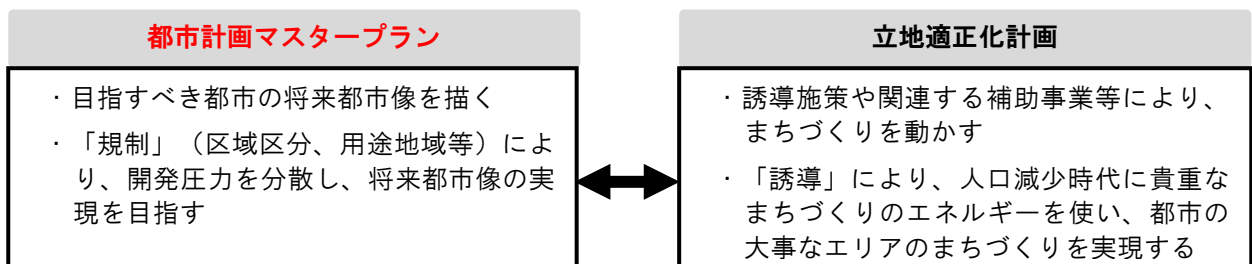 都市計画マスタープラン
・目指すべき都市の将来都市像を描く
・「規制」（区域区分、用途地域等）によ
り、開発圧力を分散し、将来都市像の実
現を目指す
立地適正化計画
・誘導施策や関連する補助事業等により、
まちづくりを動かす
・「誘導」により、人口減少時代に貴重な
まちづくりのエネルギーを使い、都市の
大事なエリアのまちづくりを実現する